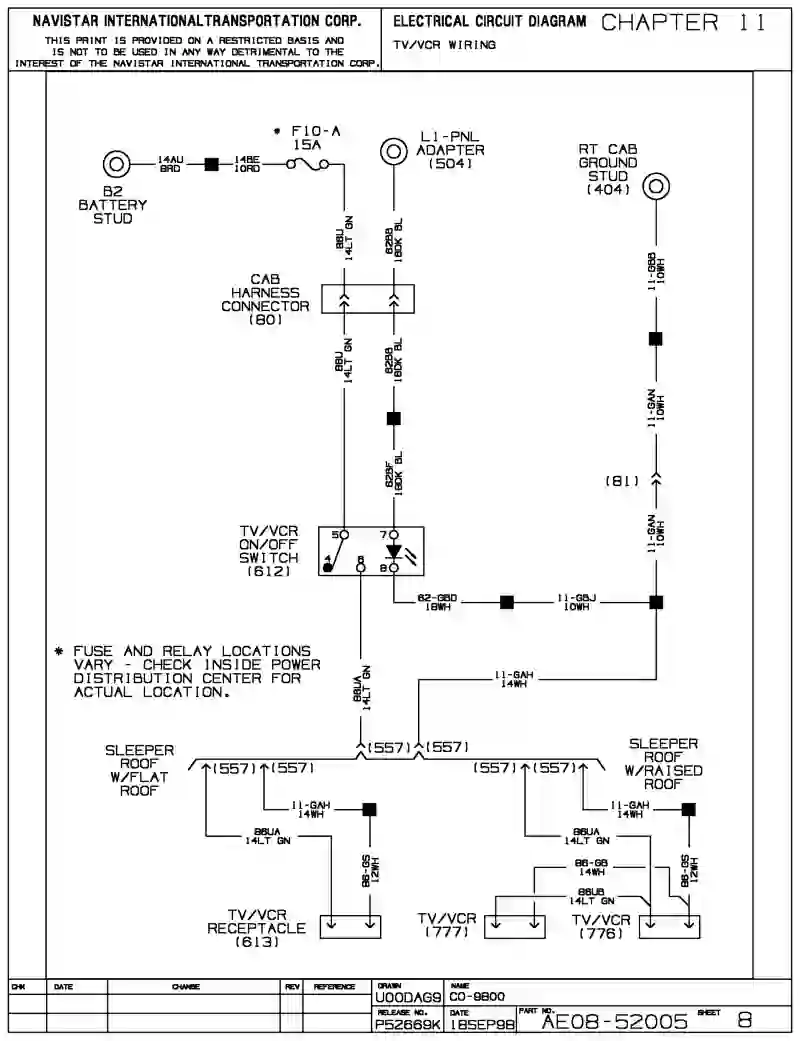 NAVISTAR INTERNATIONALTRANSPORTATION CORP.
THIS PRINT IS PROVIDED ON A RESTRICTED BASIS AND
IS NOT TO BE USED IN ANY WAY DETRIMENTAL TO THE
INTEREST OF THE NAVISTAR INTERNATIONAL TRANSPORTATION CORP.
ELECTRICAL CIRCUIT DIAGRAM CHAPTER 11
TV/VCR WIRING
* F10-A
15A
L1-PNL
ADAPTER
(504)
RT CAB
GROUND
STUD
(404)
14AU
8RD
14BE
10RD
B2
BATTERY
STUD
86U
14LT GN
62BB
18DK BL
11-GBB
10WH
CAB
HARNESS
CONNECTOR
(80)
86U
14LT GN
62BB
18DK BL
11-GAN
10WH
62BF
18DK BL
(81)
11-GAN
10WH
TV/VCR
ON/OFF
SWITCH
(612)
5
7
4
6
8
62-GBD
18WH
11-GBJ
10WH
* FUSE AND RELAY LOCATIONS
VARY - CHECK INSIDE POWER
DISTRIBUTION CENTER FOR
ACTUAL LOCATION.
86UA
14LT GN
11-GAH
14WH
(557) (557)
SLEEPER
ROOF
W/FLAT
ROOF
(557) (557)
(557) (557)
SLEEPER
ROOF
W/RAISED
ROOF
11-GAH
14WH
86UA
14LT GN
86-GS
12WH
11-GAH
14WH
86UA
14LT GN
86-GB
14WH
86UB
14LT GN
86-GS
12WH
TV/VCR
RECEPTACLE
(613)
TV/VCR
(777)
TV/VCR
(776)
CHK DATE CHANGE REV REFERENCE
DRAWN
U00DAG9
NAME
CO-9800
RELEASE NO.
P52669K
DATE
18SEP98
PART NO.
AE08-52005
SHEET
8